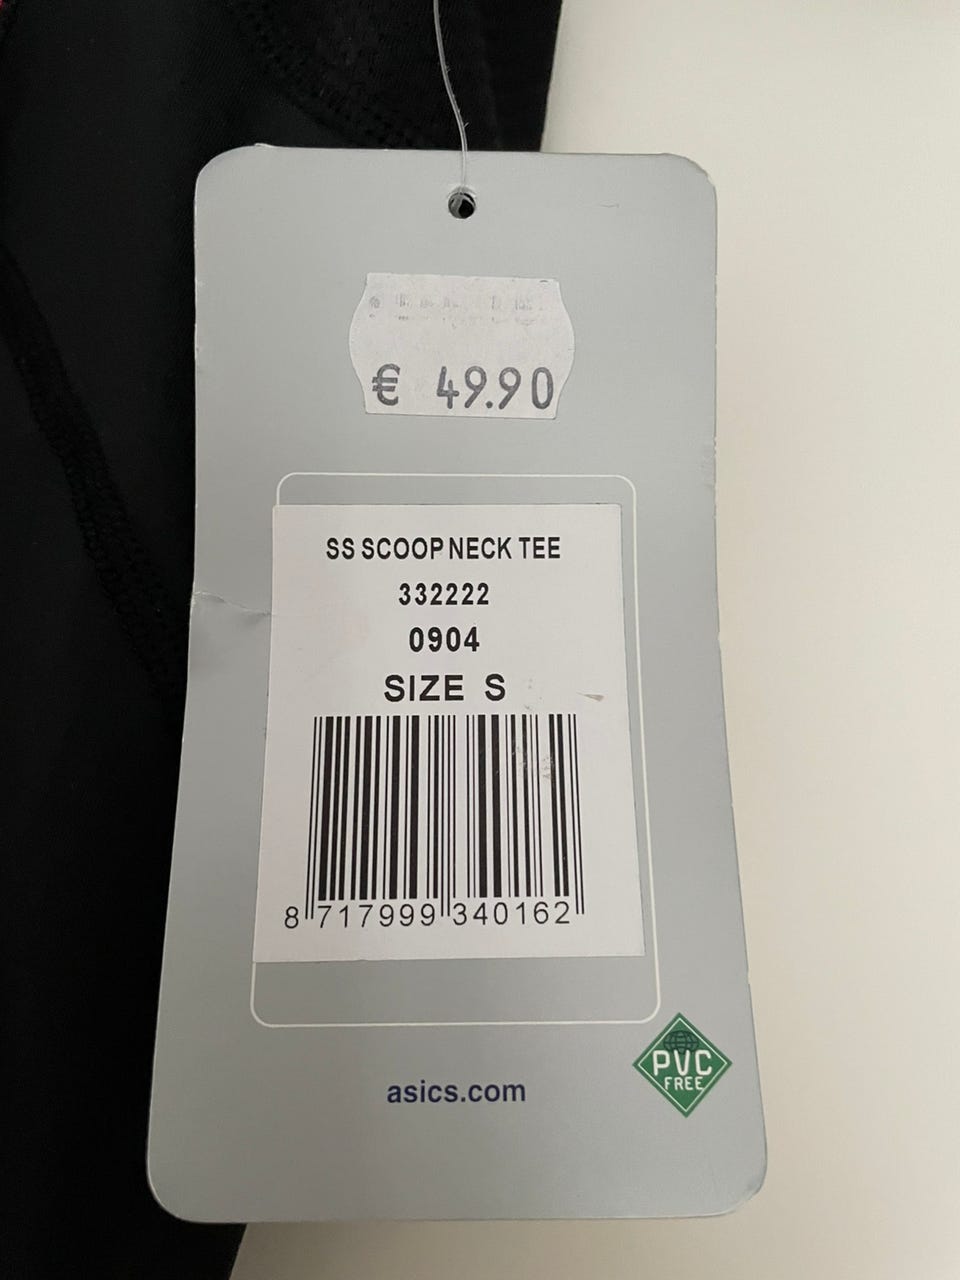 € 49.90
SS SCOOP NECK TEE
332222
0904
SIZE S
8 717999 340162
asics.com
PVC
FREE